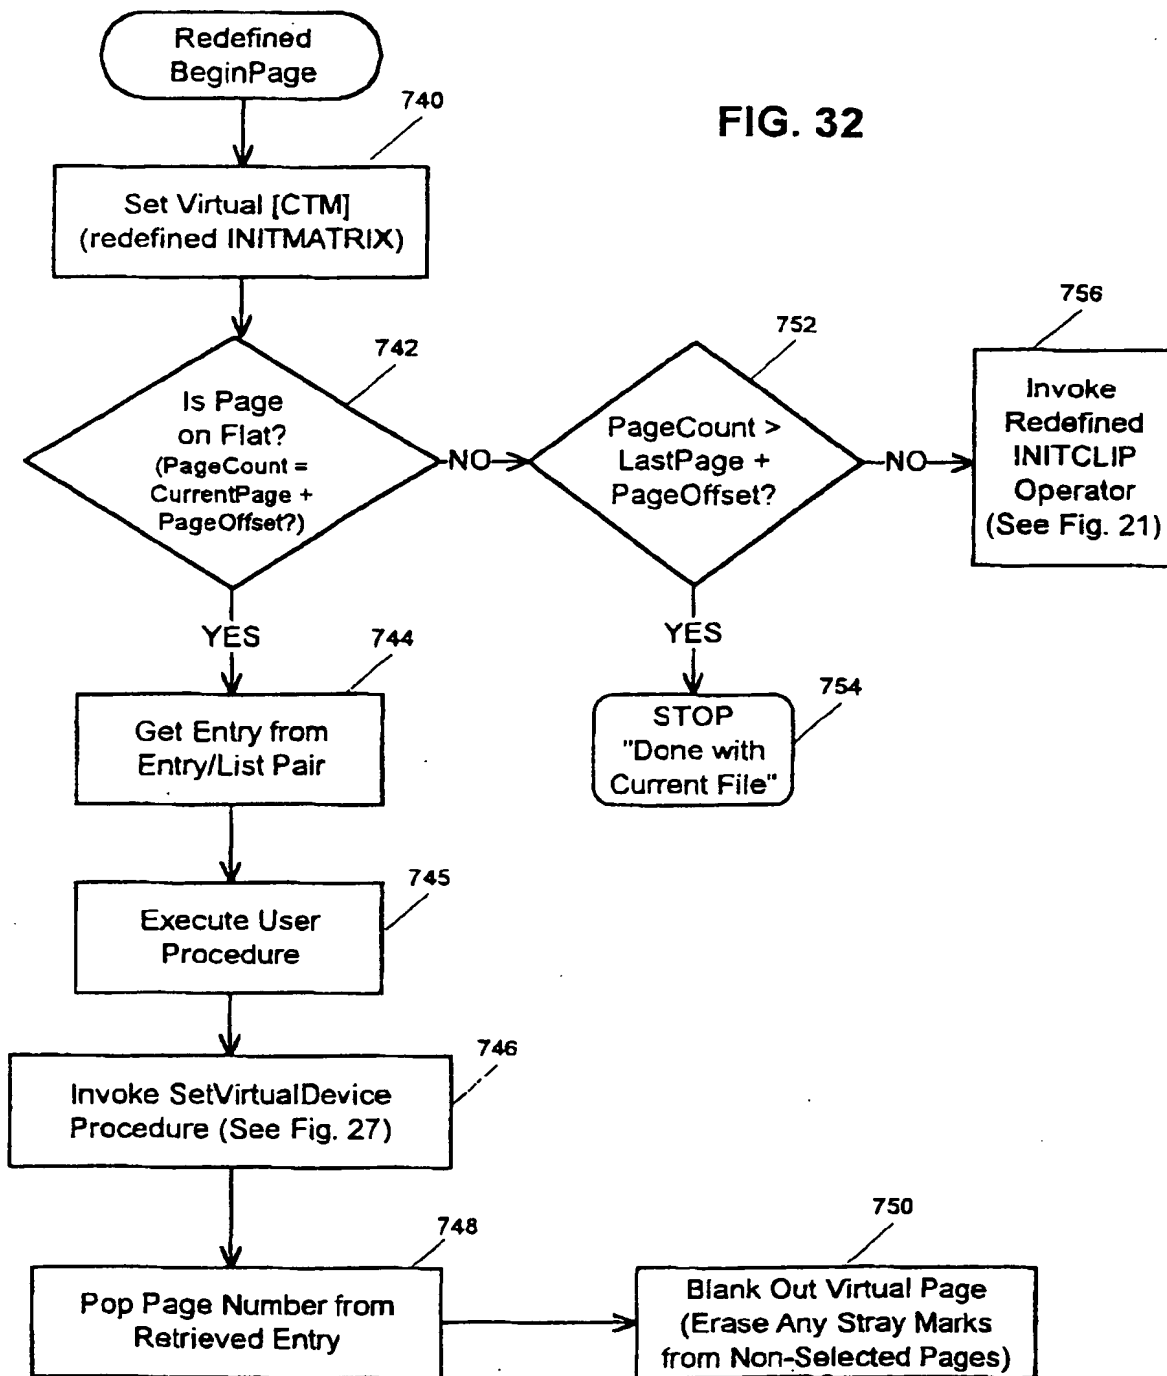 Redefined
BeginPage
740
FIG. 32
Set Virtual [CTM]
(redefined INITMATRIX)
742
Is Page
on Flat?
(PageCount =
CurrentPage +
PageOffset?)
NO
752
PageCount >
LastPage +
PageOffset?
NO
756
Invoke
Redefined
INITCLIP
Operator
(See Fig. 21)
YES
744
Get Entry from
Entry/List Pair
YES
754
STOP
"Done with
Current File"
745
Execute User
Procedure
746
Invoke SetVirtualDevice
Procedure (See Fig. 27)
748
Pop Page Number from
Retrieved Entry
750
Blank Out Virtual Page
(Erase Any Stray Marks
from Non-Selected Pages)